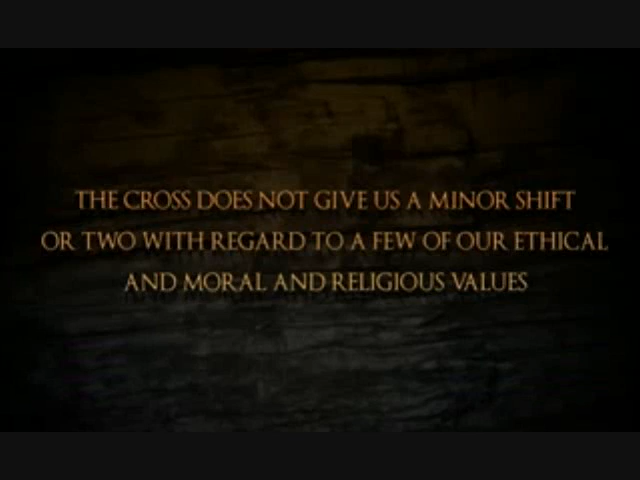 THE CROSS DOES NOT GIVE US A MINOR SHIFT
OR TWO WITH REGARD TO A FEW OF OUR ETHICAL
AND MORAL AND RELIGIOUS VALUES